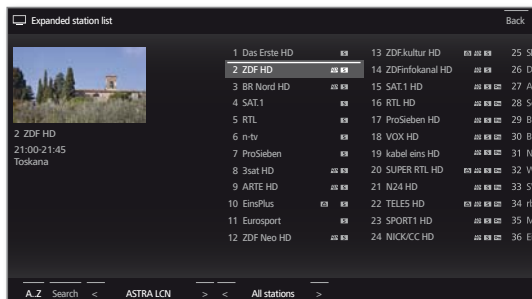 Expanded station list
Back
2 ZDF HD
21:00-21:45
Toskana
1 Das Erste HD
2 ZDF HD
3 BR Nord HD
4 SAT.1
5 RTL
6 n-tv
7 ProSieben
8 3sat HD
9 ARTE HD
10 EinsPlus
11 Eurosport
12 ZDF Neo HD
13 ZDF.kultur HD
14 ZDFinfokanal HD
15 SAT.1 HD
16 RTL HD
17 ProSieben HD
18 VOX HD
19 kabel eins HD
20 SUPER RTL HD
21 N24 HD
22 TELE5 HD
23 SPORT1 HD
24 NICK/CC HD
25
26
27
28
29
30
31
32
33
34
35
36
A..Z Search < ASTRA LCN > < All stations >